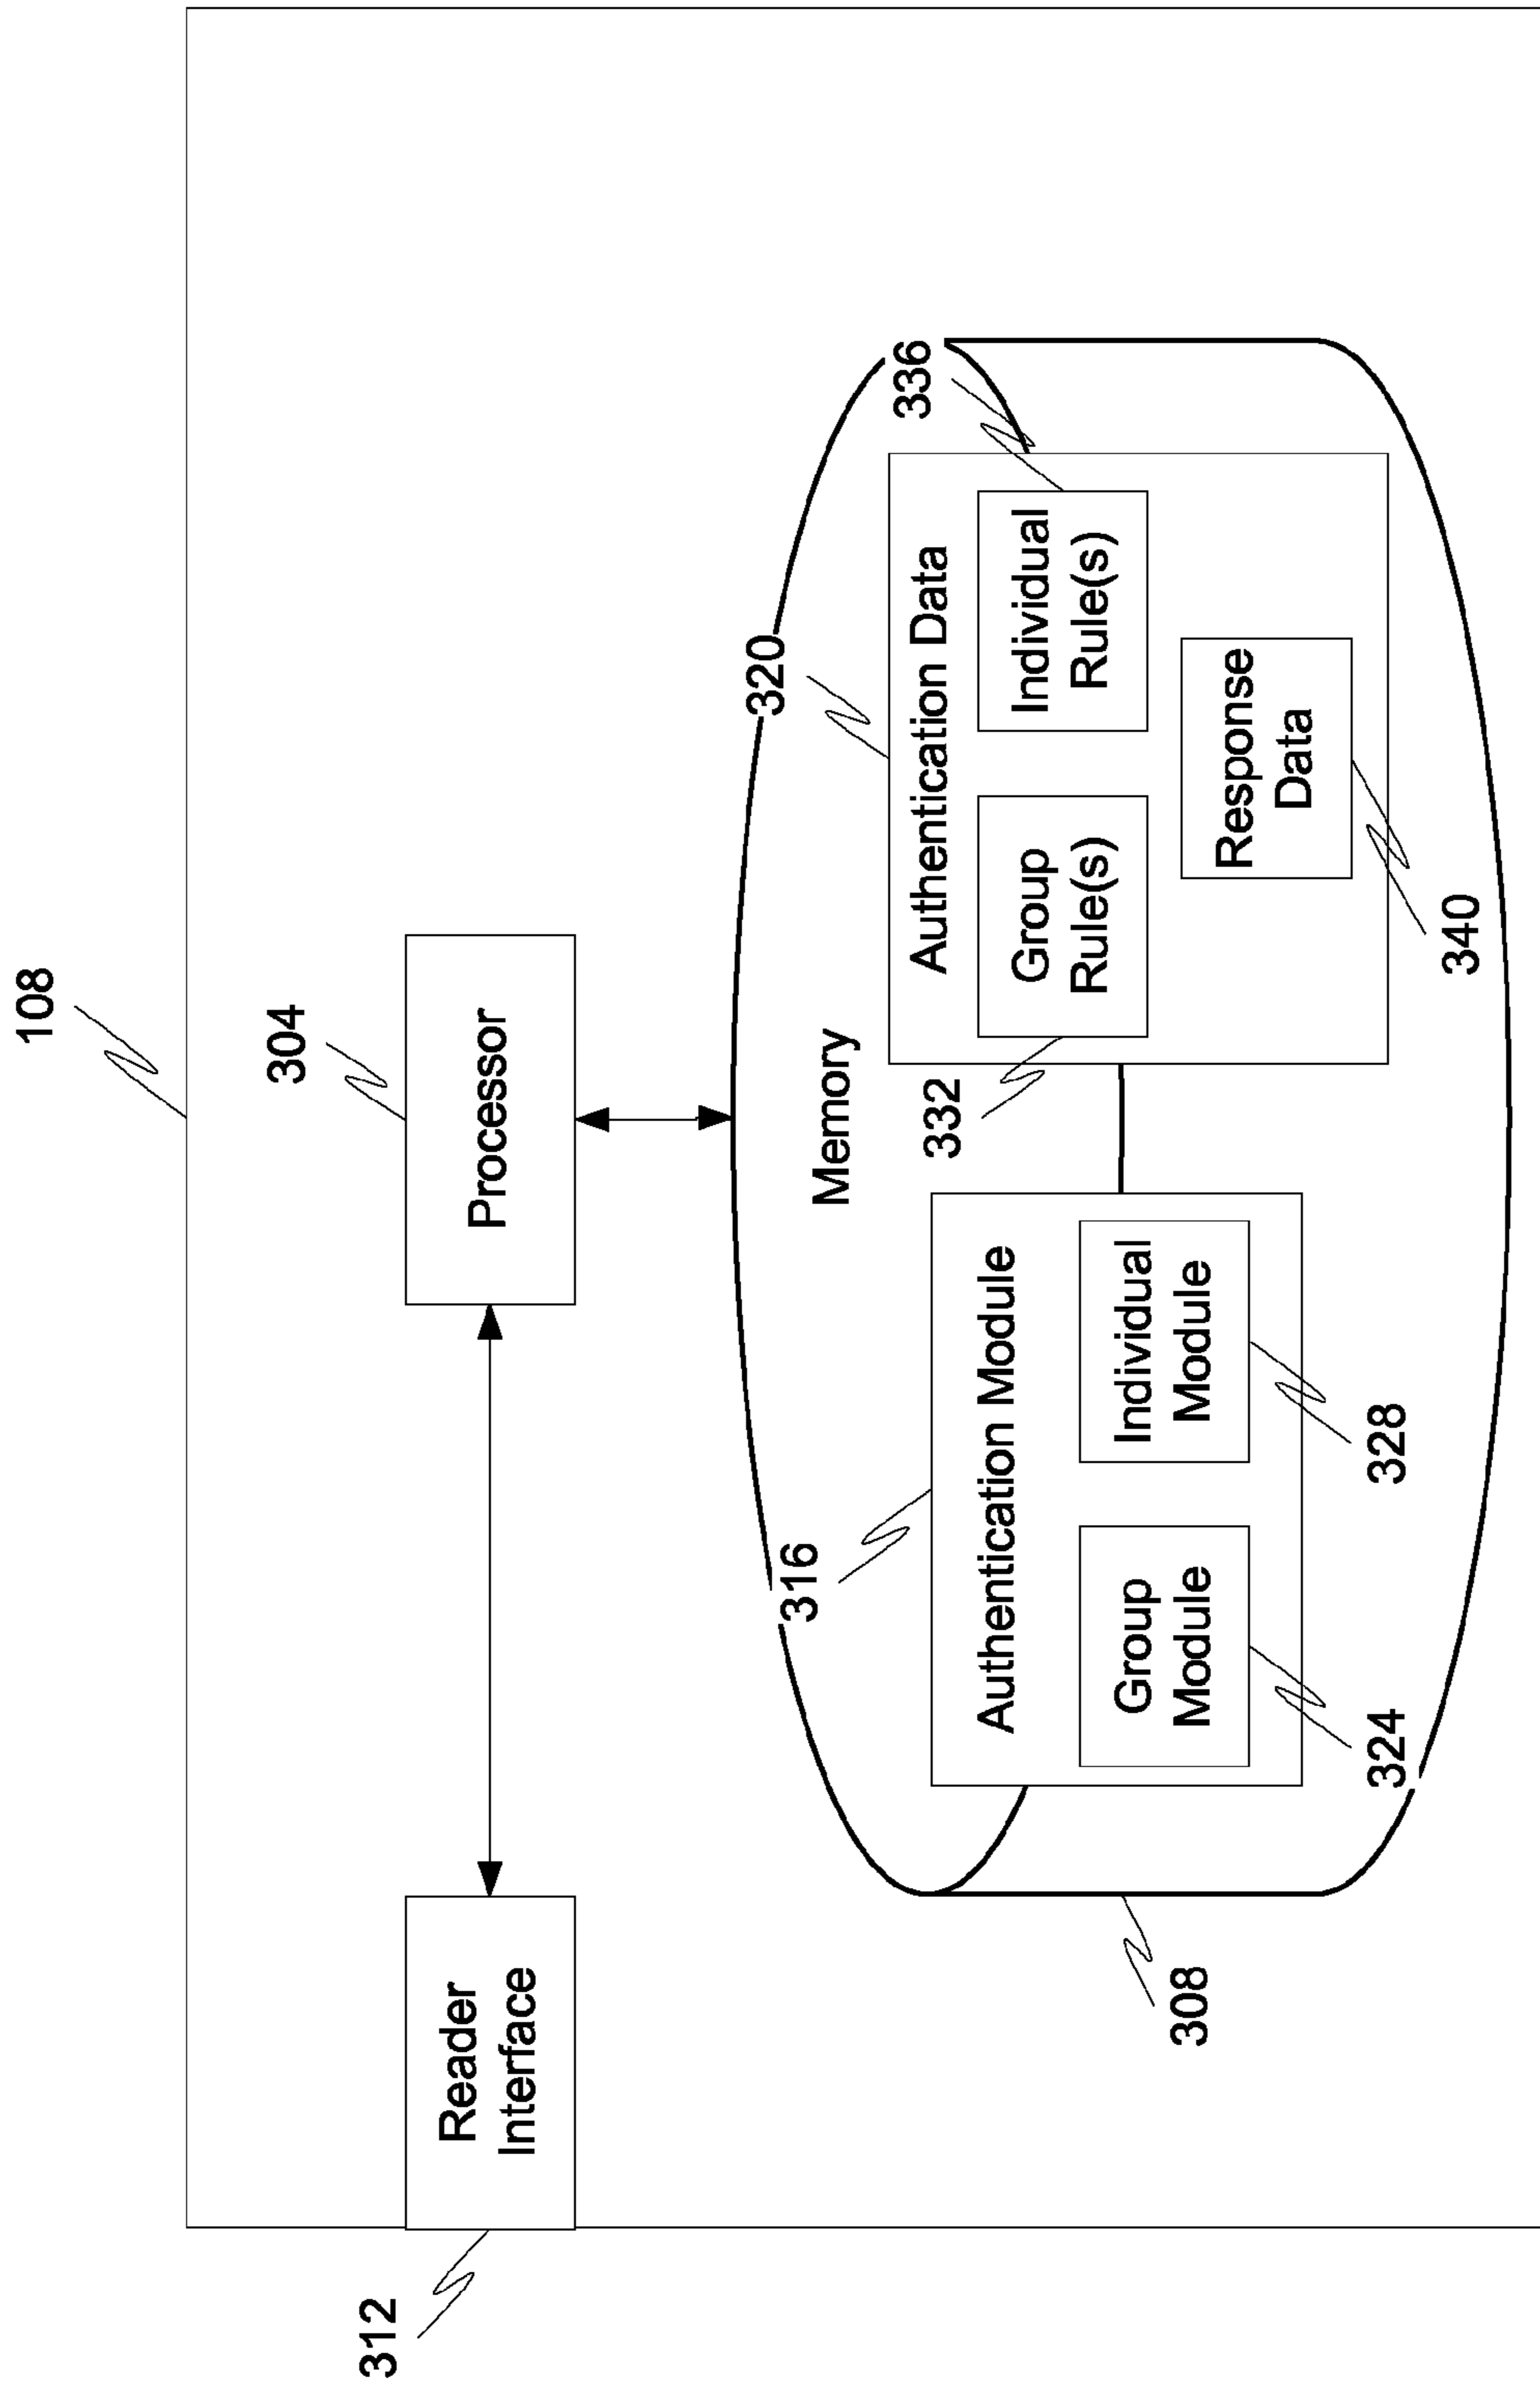 108
304
Processor
312
Reader
Interface
Memory
320
336
316
Authentication Module
Group
Module
Individual
Module
332
Authentication Data
Group
Rule(s)
Individual
Rule(s)
Response
Data
324
328
340
308